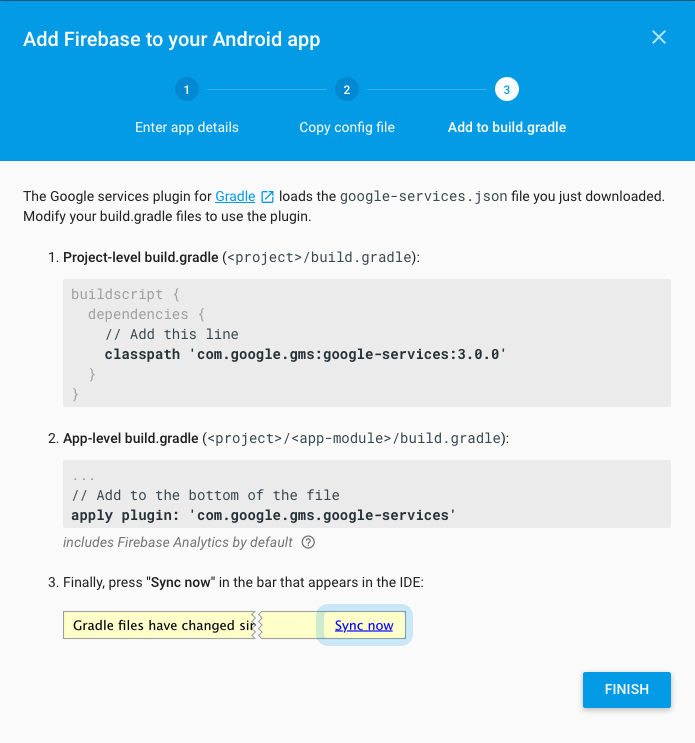 Add Firebase to your Android app
1 2 3
Enter app details Copy config file Add to build.gradle
The Google services plugin for Gradle loads the google-services.json file you just downloaded.
Modify your build.gradle files to use the plugin.
1. Project-level build.gradle (<project>/build.gradle):
buildscript {
  dependencies {
    // Add this line
    classpath 'com.google.gms:google-services:3.0.0'
  }
}
2. App-level build.gradle (<project>/<app-module>/build.gradle):
...
// Add to the bottom of the file
apply plugin: 'com.google.gms.google-services'
includes Firebase Analytics by default ?
3. Finally, press "Sync now" in the bar that appears in the IDE:
Gradle files have changed sin Sync now
FINISH